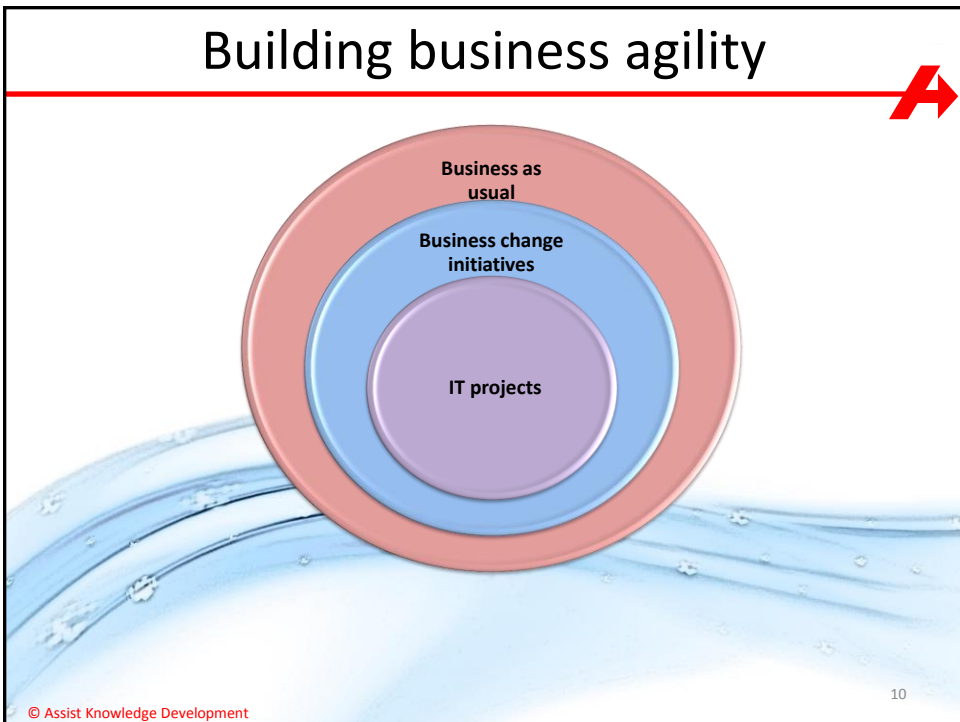 Building business agility
Business as
usual
Business change
initiatives
IT projects
10
© Assist Knowledge Development